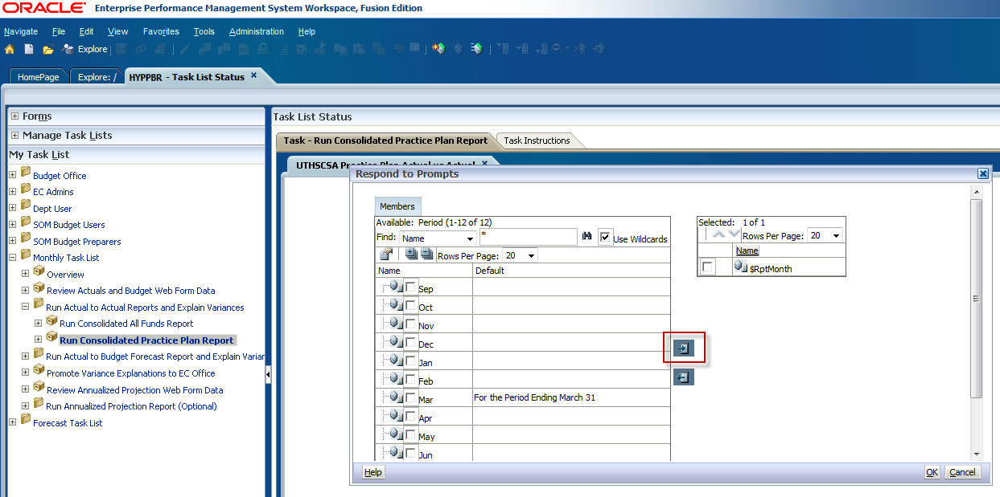 ORACLE Enterprise Performance Management System Workspace, Fusion Edition
Navigate File Edit View Favorites Tools Administration Help
Explore
HomePage Explore: / HYPPBR - Task List Status
Forms
Manage Task Lists
My Task List
Budget Office
EC Admins
Dept User
SOM Budget Users
SOM Budget Preparers
Monthly Task List
Overview
Review Actuals and Budget Web Form Data
Run Actual to Actual Reports and Explain Variances
Run Consolidated All Funds Report
Run Consolidated Practice Plan Report
Run Actual to Budget Forecast Report and Explain Varian
Promote Variance Explanations to EC Office
Review Annualized Projection Web Form Data
Run Annualized Projection Report (Optional)
Forecast Task List
Task List Status
Task - Run Consolidated Practice Plan Report Task Instructions
UTHSCSA Practice Plan Actual vs Actual
Respond to Prompts
Members
Available: Period (1-12 of 12)
Find: Name * Use Wildcards
Rows Per Page: 20
Name Default
Sep
Oct
Nov
Dec
Jan
Feb
Mar For the Period Ending March 31
Apr
May
Jun
Selected: 1 of 1
Rows Per Page: 20
Name
$RptMonth
Help OK Cancel